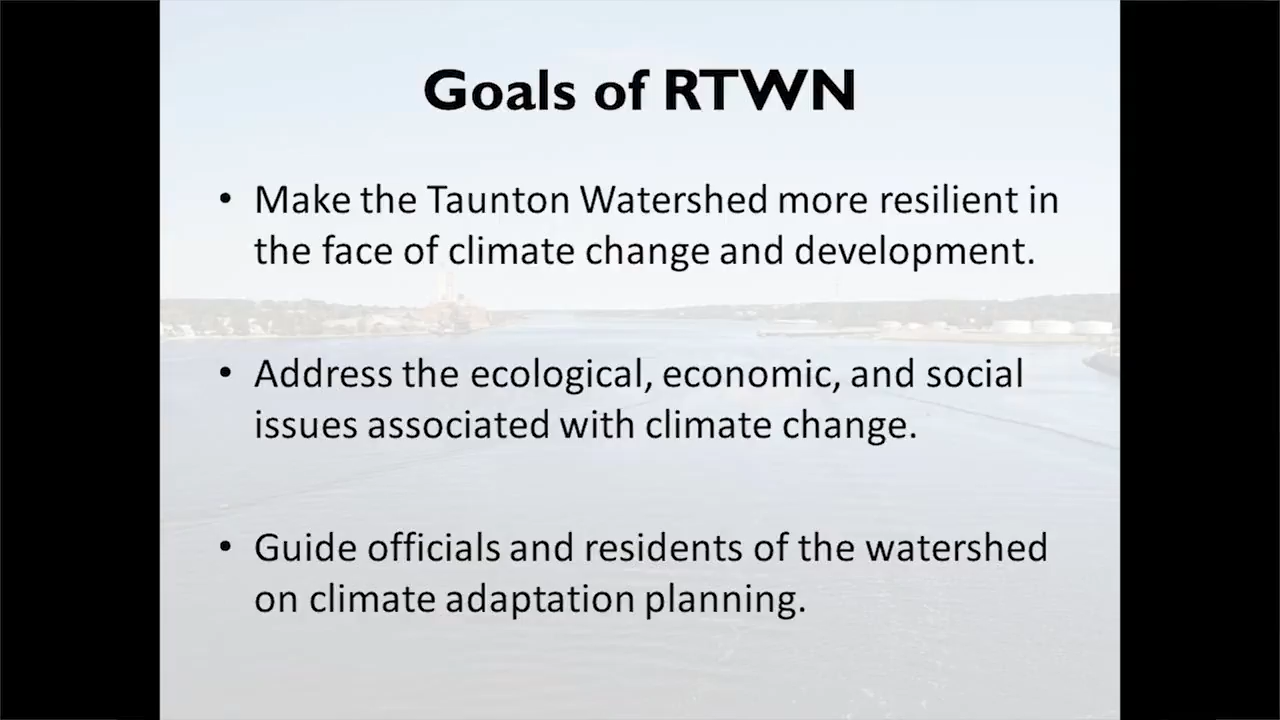 Goals of RTWN
• Make the Taunton Watershed more resilient in
the face of climate change and development.
• Address the ecological, economic, and social
issues associated with climate change.
• Guide officials and residents of the watershed
on climate adaptation planning.